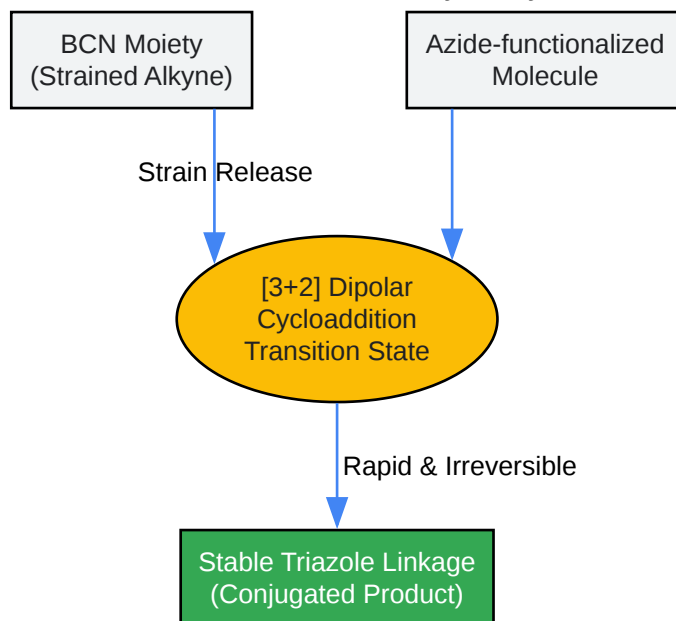 BCN Moiety
(Strained Alkyne)
Azide-functionalized
Molecule
Strain Release
[3+2] Dipolar
Cycloaddition
Transition State
Rapid & Irreversible
Stable Triazole Linkage
(Conjugated Product)